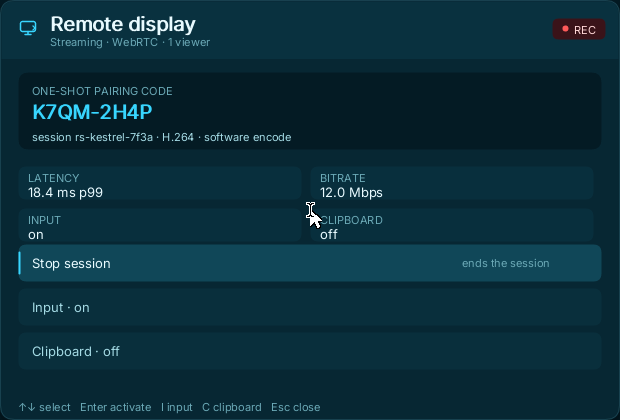 Remote display
Streaming · WebRTC · 1 viewer
REC
ONE-SHOT PAIRING CODE
K7QM-2H4P
session rs-kestrel-7f3a · H.264 · software encode
LATENCY
18.4 ms p99
BITRATE
12.0 Mbps
INPUT
on
CLIPBOARD
off
Stop session
ends the session
Input · on
Clipboard · off
↑↓ select Enter activate I input C clipboard Esc close